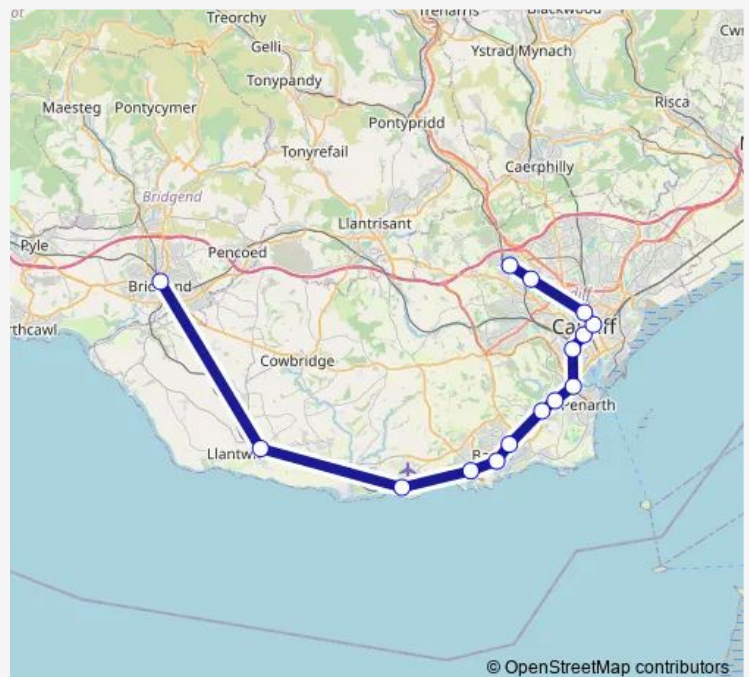 Treorchy
Gelli
Ystrad Mynach
Tonypandy
Risca
Maesteg
Pontycymer
Pontypridd
Tonyrefail
Caerphilly
Bridgend
Llantrisant
Pyle
Pencoed
rthcawl
Cowbridge
Penarth
© OpenStreetMap contributors